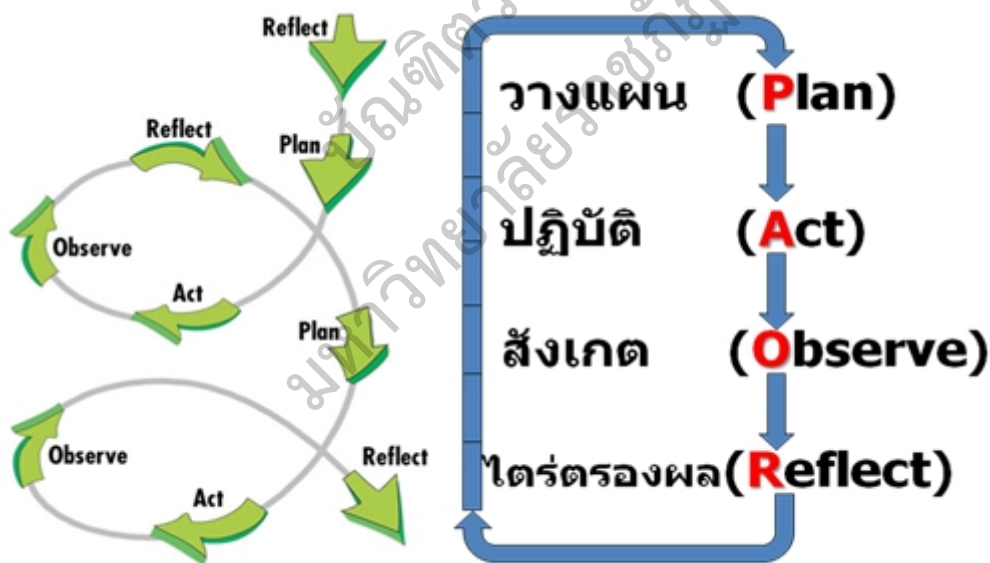 Reflect
Reflect
Plan
Observe
Act
Plan
Observe
Reflect
Act
วางแผน (Plan)
ปฏิบัติ (Act)
สังเกต (Observe)
ไตร่ตรองผล(Reflect)